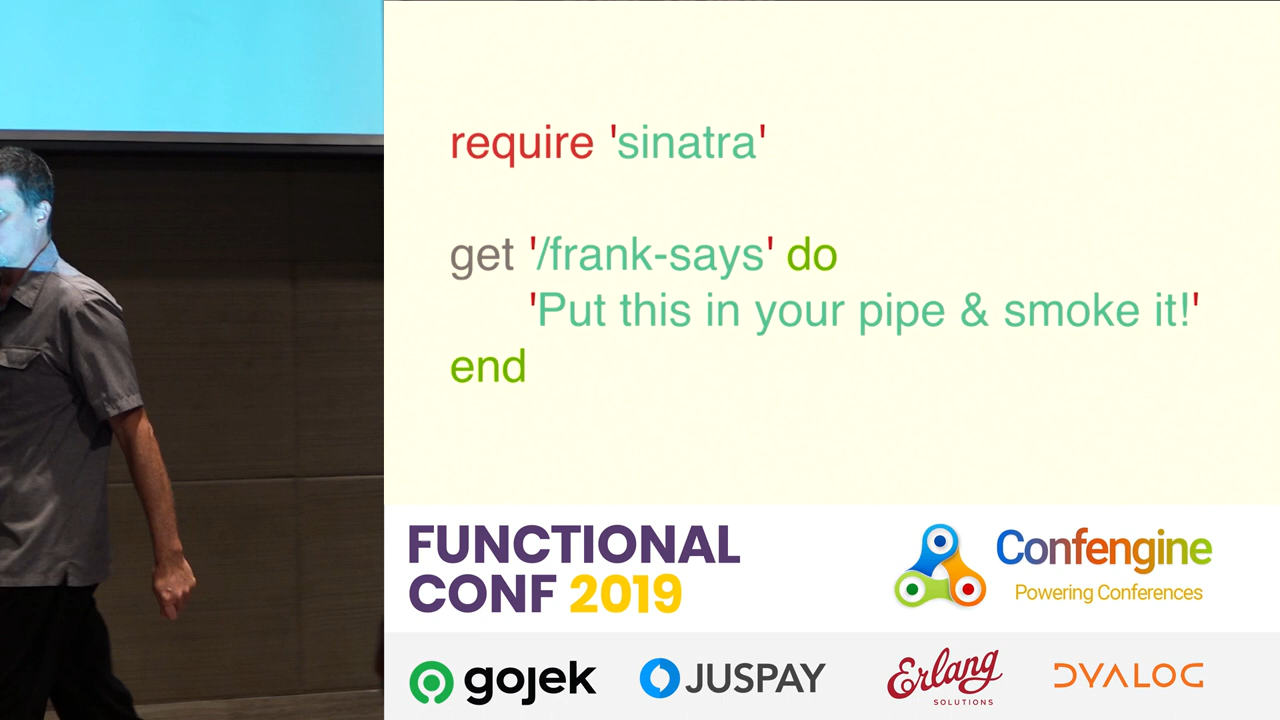 require 'sinatra'
get '/frank-says' do
'Put this in your pipe & smoke it!'
end
FUNCTIONAL
CONF 2019
Confengine
Powering Conferences
gojek
JUSPAY
Erlang
SOLUTIONS
DYALOG